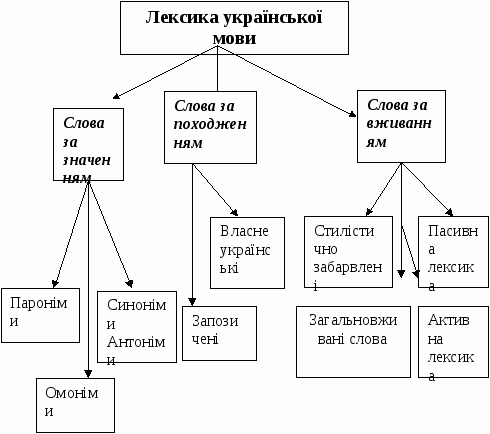 Лексика української
мови
Слова
за
значен
ням
Слова за
походжен
ням
Слова за
вживанн
ям
Власне
українс
ькі
Стилісти
чно
забарвлен
і
Пасивн
а
лексик
а
Паронім
и
Синонім
и
Антонім
и
Запози
чені
Загальновжи
вані слова
Актив
на
лексик
а
Омонім
и